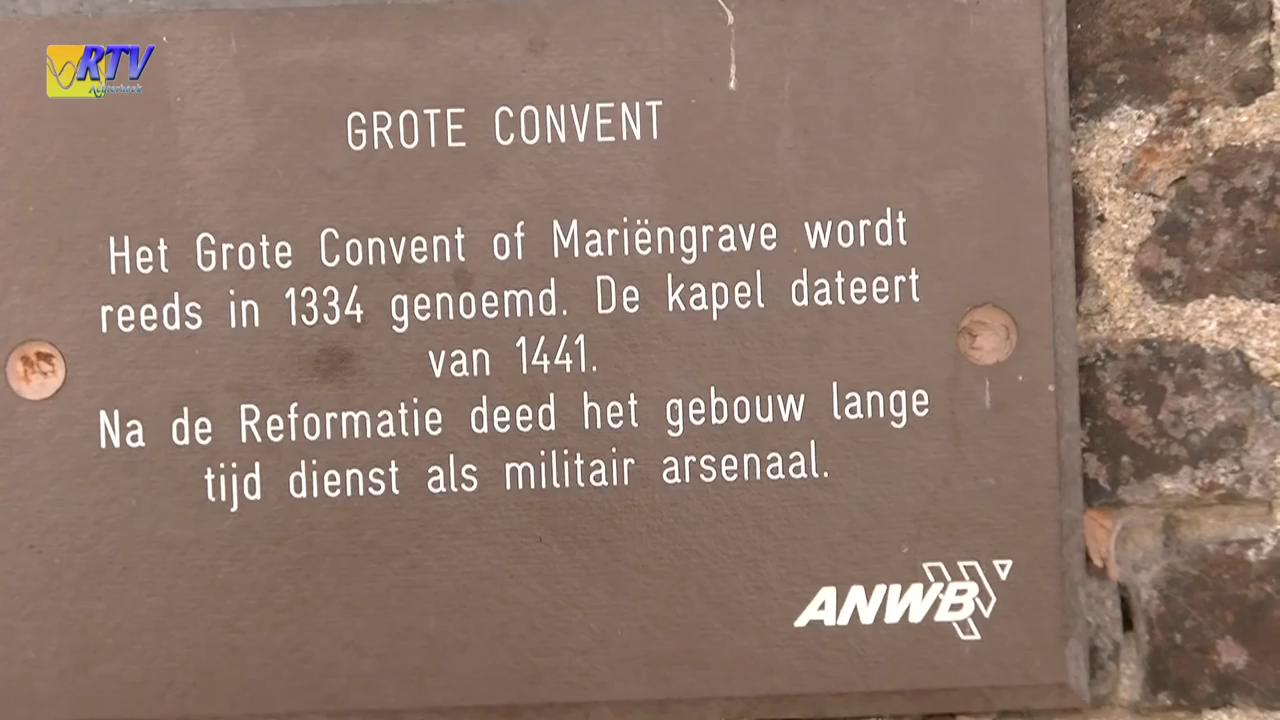 RTV
Achterhoek
GROTE CONVENT
Het Grote Convent of Mariëngrave wordt
reeds in 1334 genoemd. De kapel dateert
van 1441.
Na de Reformatie deed het gebouw lange
tijd dienst als militair arsenaal.
ANWB